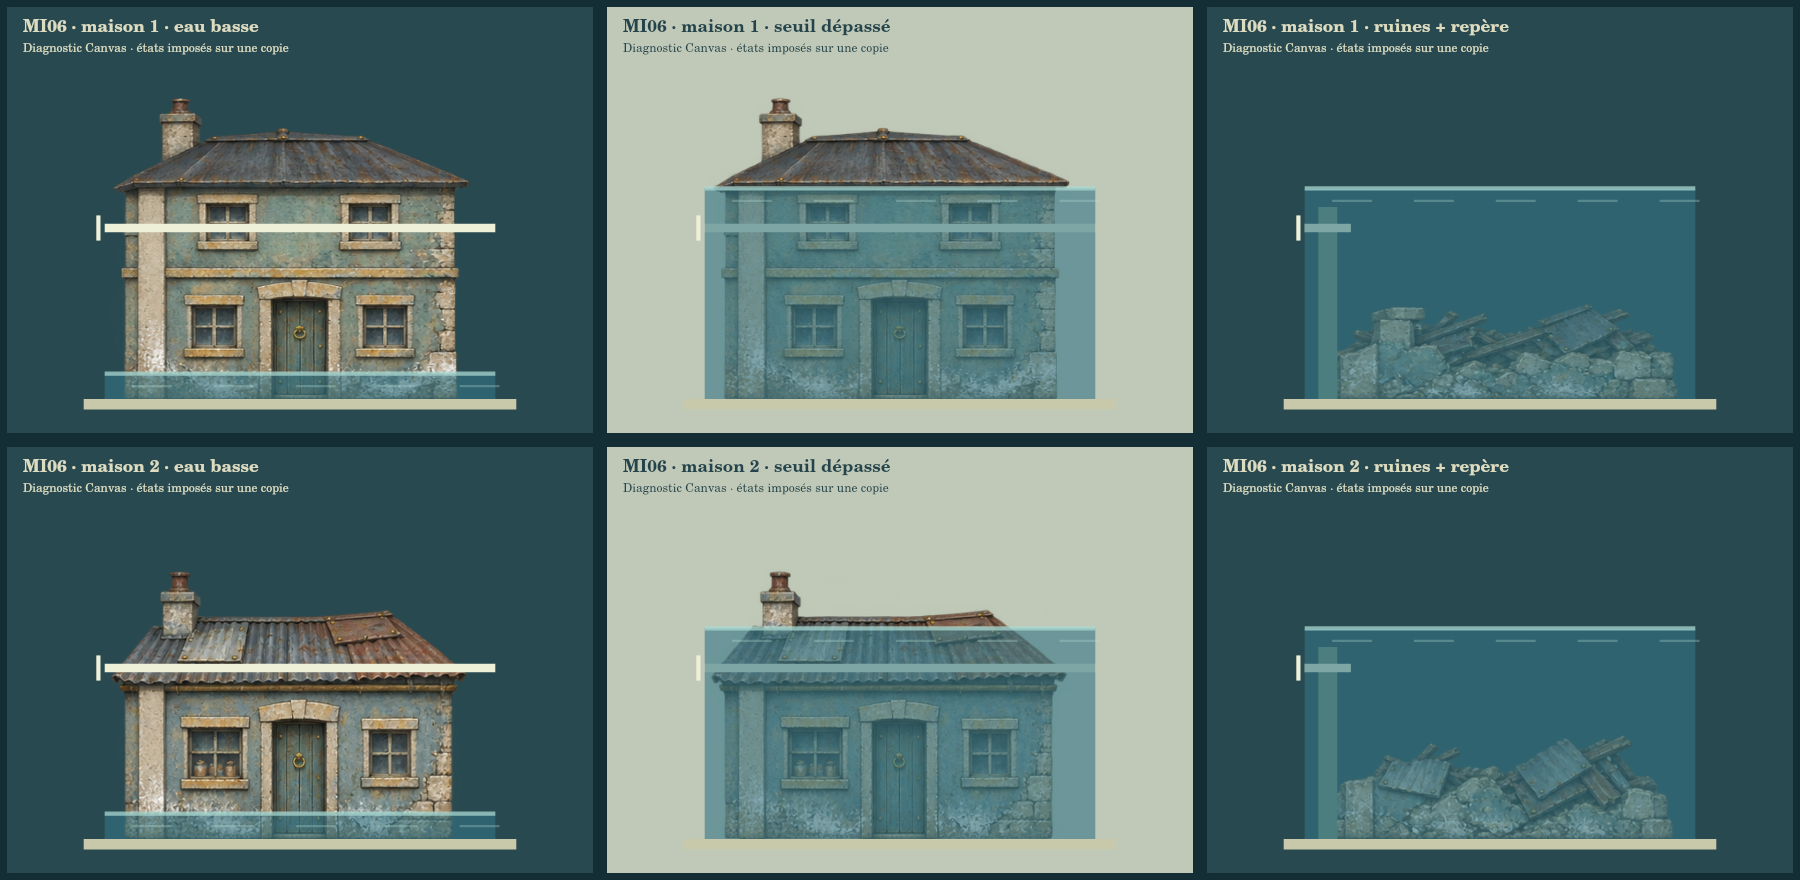 MI06 · maison 1 · eau basse
Diagnostic Canvas · états imposés sur une copie
MI06 · maison 1 · seuil dépassé
Diagnostic Canvas · états imposés sur une copie
MI06 · maison 1 · ruines + repère
Diagnostic Canvas · états imposés sur une copie
MI06 · maison 2 · eau basse
Diagnostic Canvas · états imposés sur une copie
MI06 · maison 2 · seuil dépassé
Diagnostic Canvas · états imposés sur une copie
MI06 · maison 2 · ruines + repère
Diagnostic Canvas · états imposés sur une copie